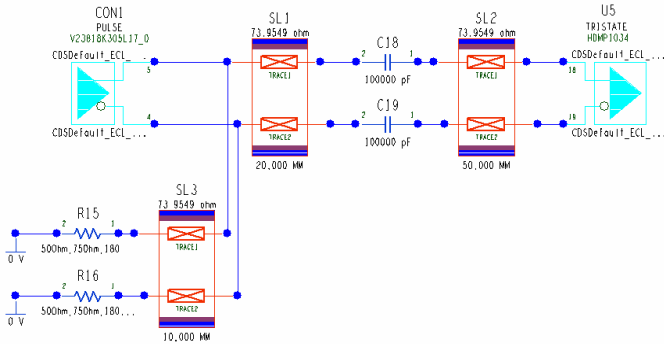 CON1
PULSE
V23818K305L17_0
CDSDefault_ECL_...
5
4
CDSDefault_ECL_...
SL1
73.9549 ohm
TRACE1
TRACE2
20.000 MM
C18
2
1
100000 pF
C19
2
1
100000 pF
SL2
73.9549 ohm
TRACE1
TRACE2
50.000 MM
U5
TRISTATE
HDMP1034
CDSDefault_ECL_...
18
19
CDSDefault_ECL_...
SL3
73.9549 ohm
TRACE1
TRACE2
10.000 MM
R15
2
1
50Ohm,75Ohm,180
0 V
R16
2
1
50Ohm,75Ohm,180...
0 V